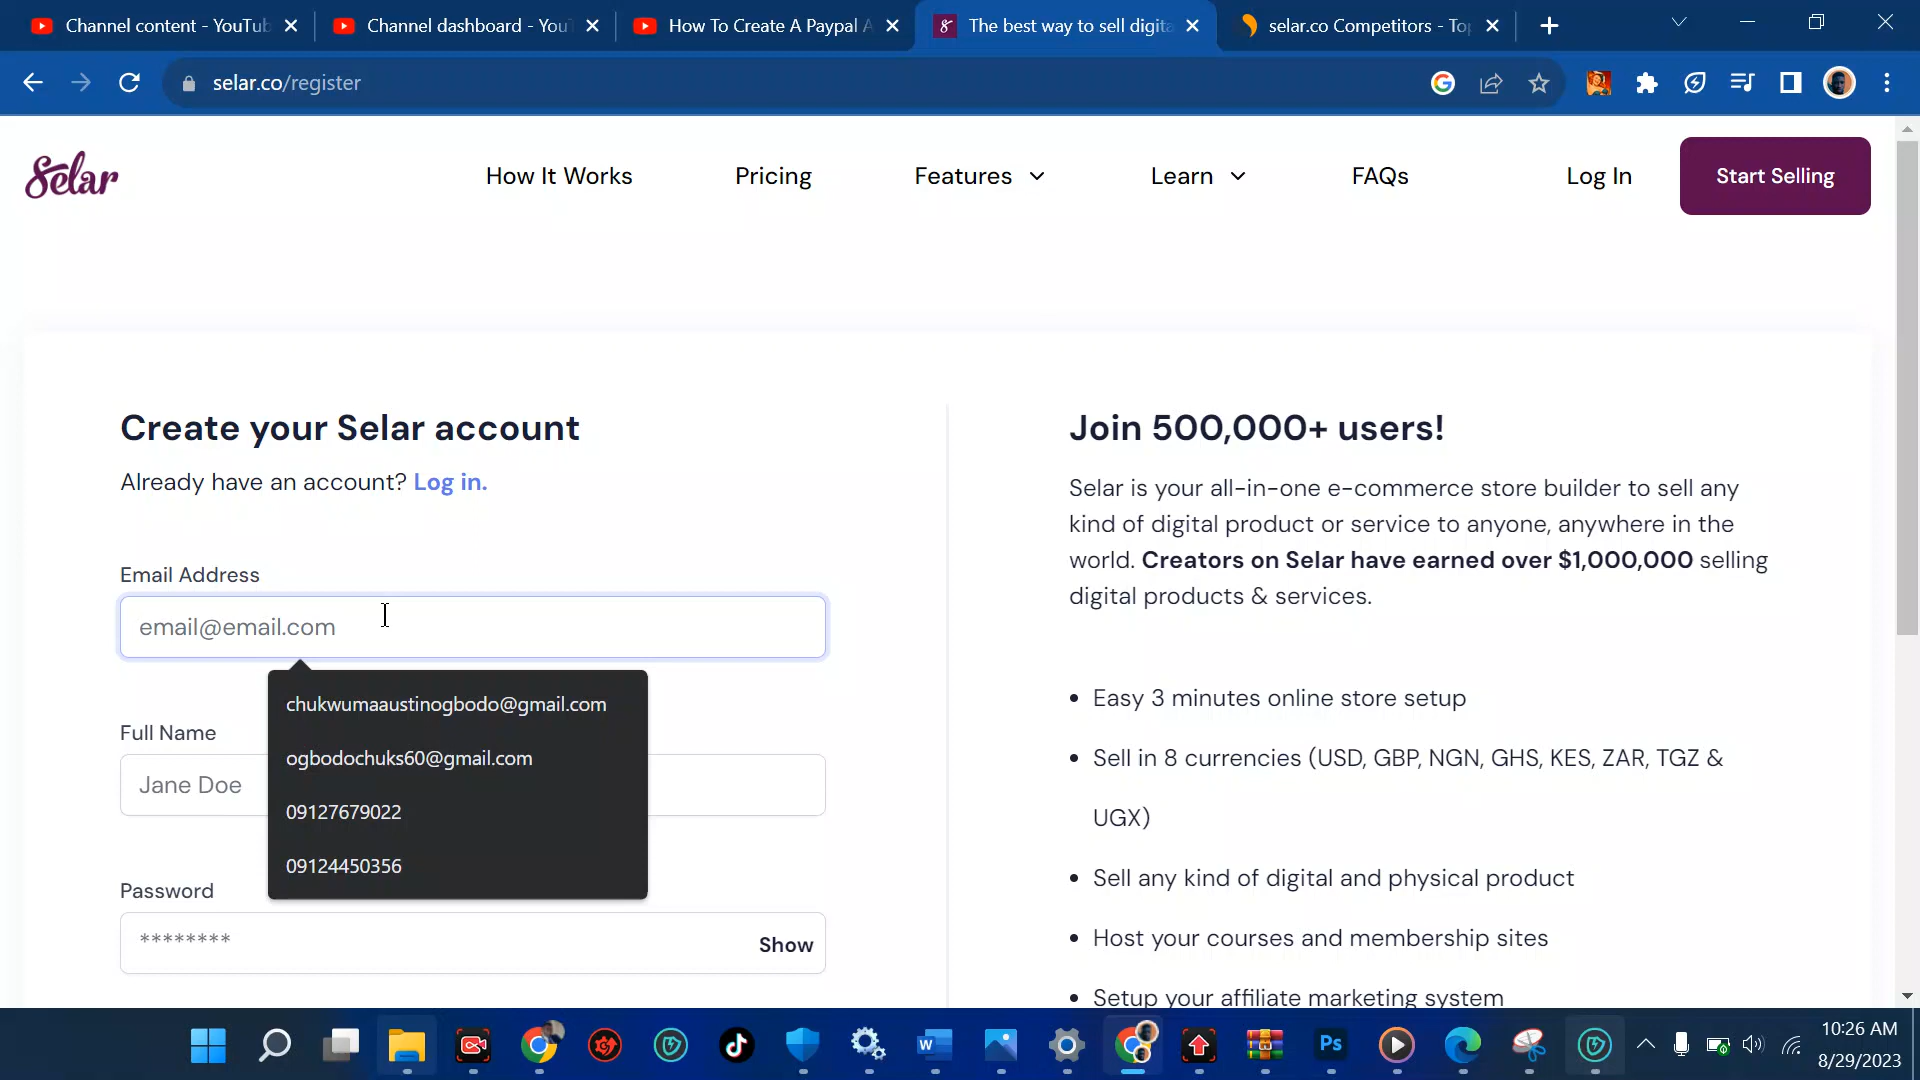 Channel content - YouTub
Channel dashboard - You
How To Create A Paypal A
The best way to sell digita
selar.co Competitors - Top
selar.co/register
Selar
How It Works
Pricing
Features
Learn
FAQs
Log In
Start Selling
Create your Selar account
Already have an account? Log in.
Email Address
email@email.com
chukwumaaustinogbodo@gmail.com
ogbodochuks60@gmail.com
09127679022
09124450356
Full Name
Jane Doe
Password
********
Show
Join 500,000+ users!
Selar is your all-in-one e-commerce store builder to sell any
kind of digital product or service to anyone, anywhere in the
world. Creators on Selar have earned over $1,000,000 selling
digital products & services.
• Easy 3 minutes online store setup
• Sell in 8 currencies (USD, GBP, NGN, GHS, KES, ZAR, TGZ &
UGX)
• Sell any kind of digital and physical product
• Host your courses and membership sites
• Setup your affiliate marketing system
10:26 AM
8/29/2023